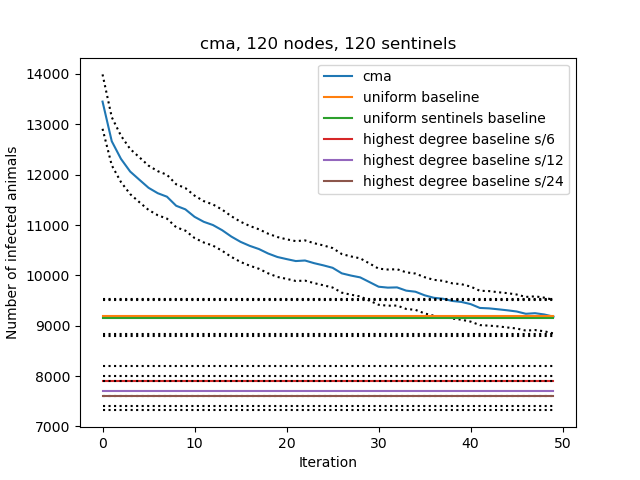 cma, 120 nodes, 120 sentinels
14000
13000
12000
11000
10000
9000
8000
7000
Number of infected animals
cma
uniform baseline
uniform sentinels baseline
highest degree baseline s/6
highest degree baseline s/12
highest degree baseline s/24
0 10 20 30 40 50
Iteration